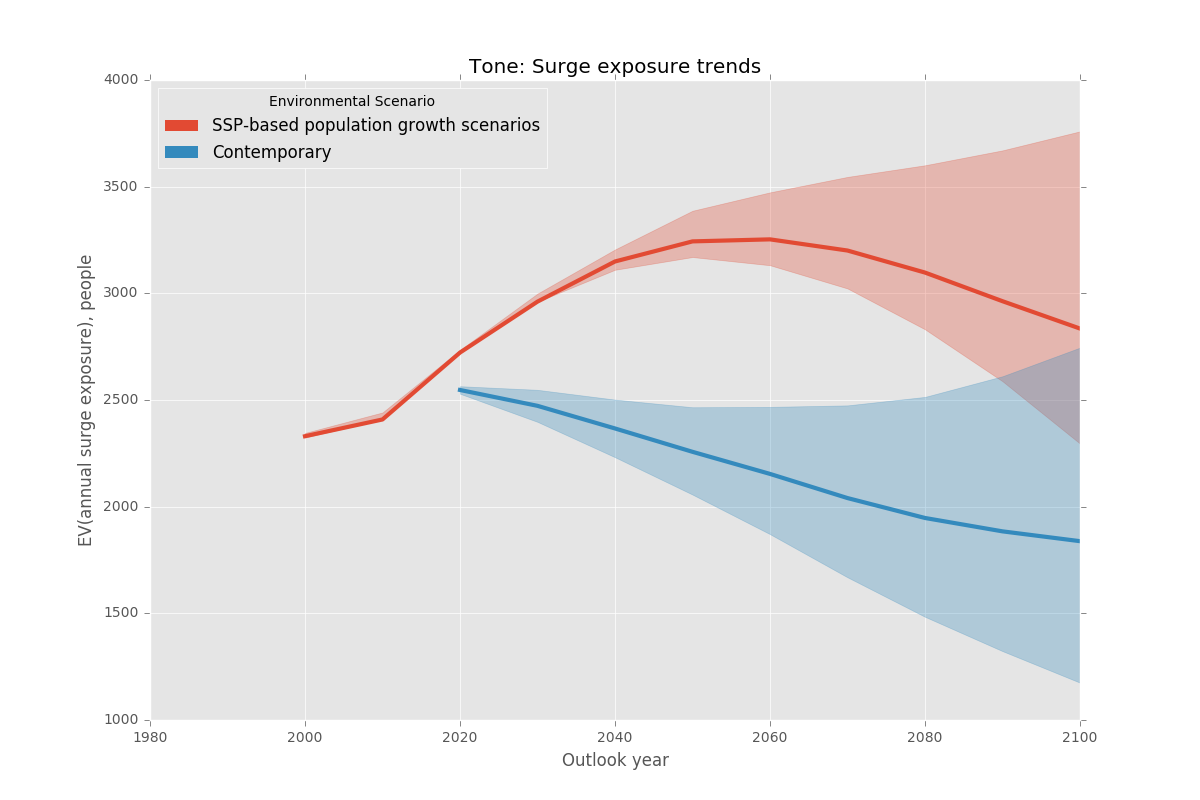 Tone: Surge exposure trends
4000
Environmental Scenario
SSP-based population growth scenarios
Contemporary
3500
3000
2500
2000
1500
1000
EV(annual surge exposure), people
1980 2000 2020 2040 2060 2080 2100
Outlook year